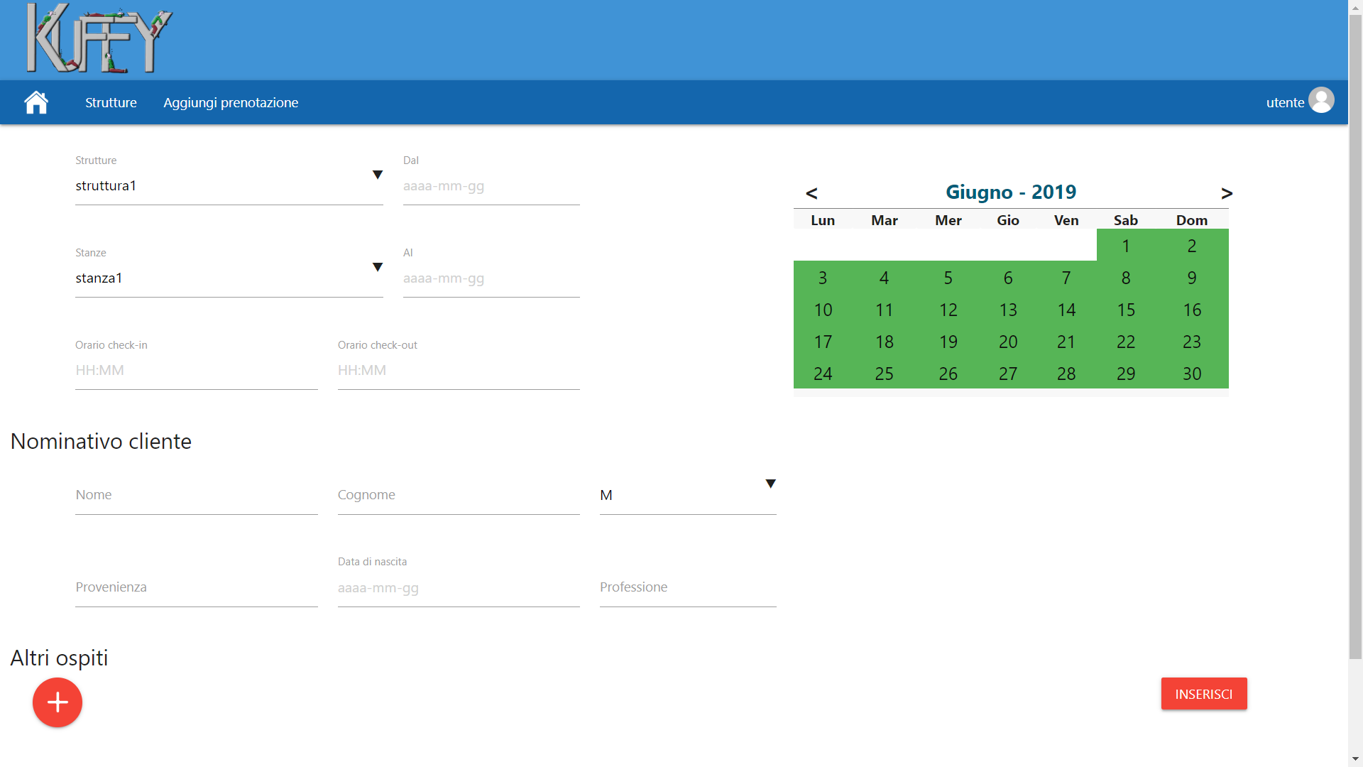 KUFFY
Strutture Aggiungi prenotazione utente
Strutture
struttura1
▼
Dal
aaaa-mm-gg
Stanze
stanza1
▼
Al
aaaa-mm-gg
Orario check-in
HH:MM
Orario check-out
HH:MM
< Giugno - 2019 >
Lun Mar Mer Gio Ven Sab Dom
1 2
3 4 5 6 7 8 9
10 11 12 13 14 15 16
17 18 19 20 21 22 23
24 25 26 27 28 29 30
Nominativo cliente
Nome
Cognome
M
▼
Provenienza
Data di nascita
aaaa-mm-gg
Professione
Altri ospiti
+
INSERISCI